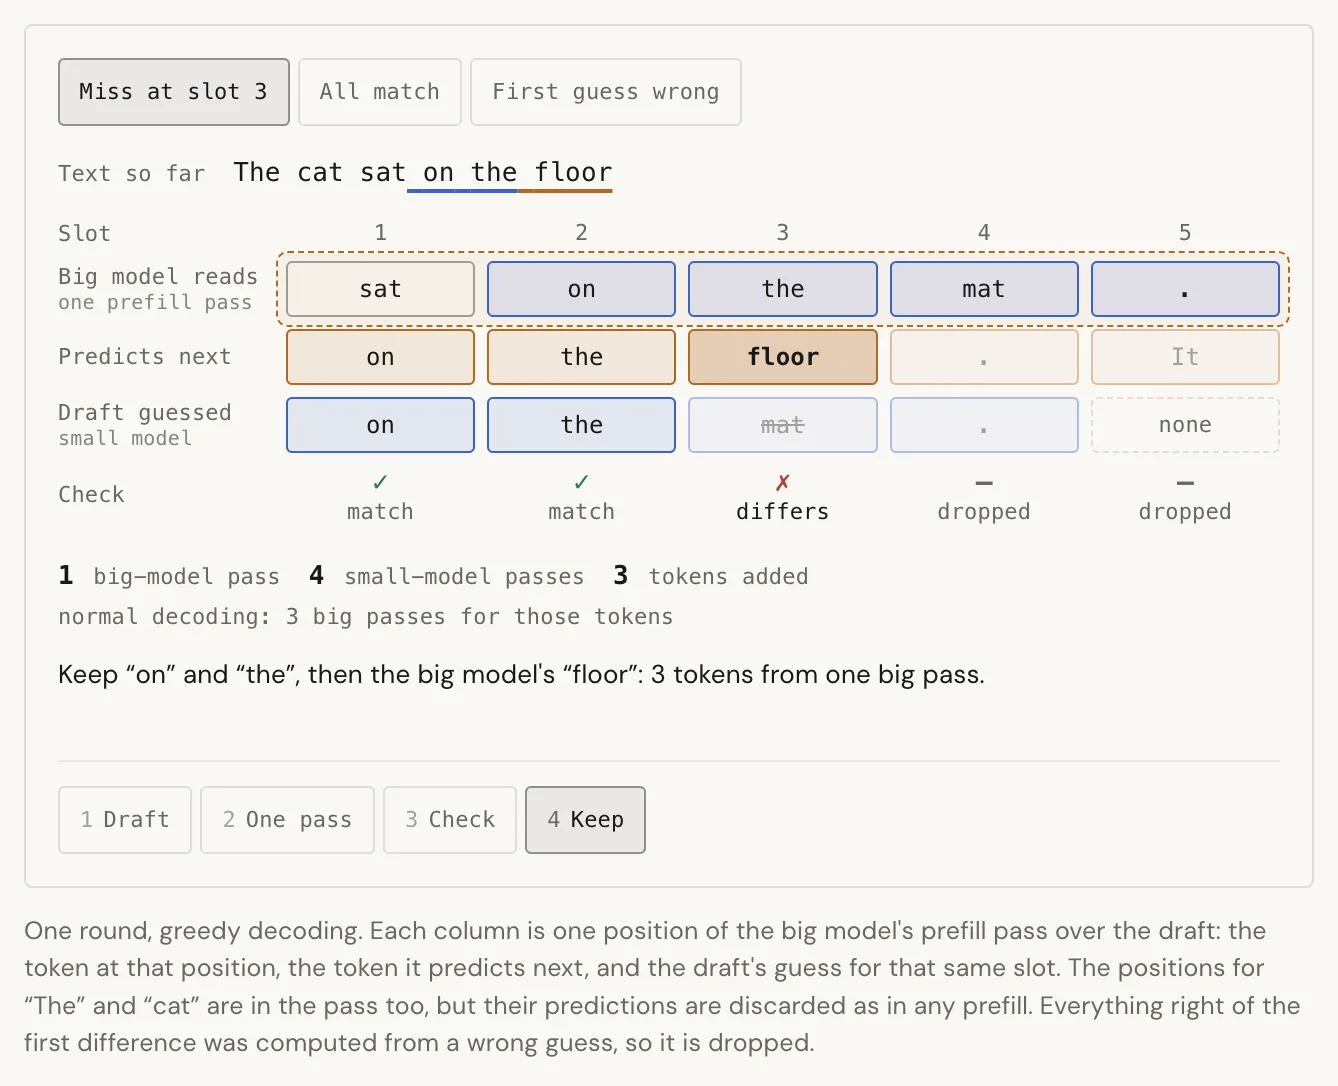 Miss at slot 3   All match   First guess wrong
Text so far   The cat sat on the floor
Slot   1   2   3   4   5
Big model reads   sat   on   the   mat   .
one prefill pass
Predicts next   on   the   floor   .   It
Draft guessed   on   the   mat   .   none
small model
Check   ✓   ✓   ✗   —   —
match   match   differs   dropped   dropped
1 big–model pass   4 small–model passes   3 tokens added
normal decoding: 3 big passes for those tokens
Keep “on” and “the”, then the big model's “floor”: 3 tokens from one big pass.
1 Draft   2 One pass   3 Check   4 Keep
One round, greedy decoding. Each column is one position of the big model's prefill pass over the draft: the
token at that position, the token it predicts next, and the draft's guess for that same slot. The positions for
“The” and “cat” are in the pass too, but their predictions are discarded as in any prefill. Everything right of the
first difference was computed from a wrong guess, so it is dropped.